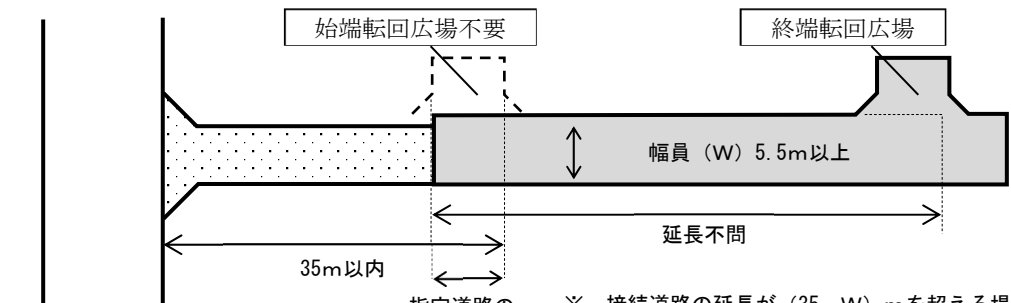 始端転回広場不要
終端転回広場
幅員（W）5.5m以上
延長不問
35m以内
指定道路の
※　接続道路の延長が（35－W）mを超える場